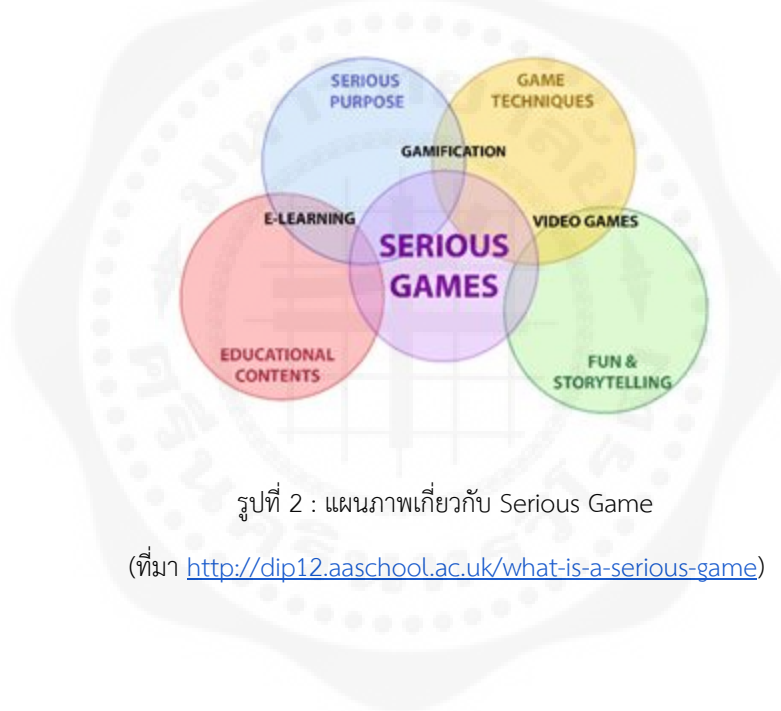 SERIOUS
PURPOSE
GAME
TECHNIQUES
GAMIFICATION
E-LEARNING
VIDEO GAMES
SERIOUS
GAMES
EDUCATIONAL
CONTENTS
FUN &
STORYTELLING
รูปที่ 2 : แผนภาพเกี่ยวกับ Serious Game
(ที่มา http://dip12.aaschool.ac.uk/what-is-a-serious-game)